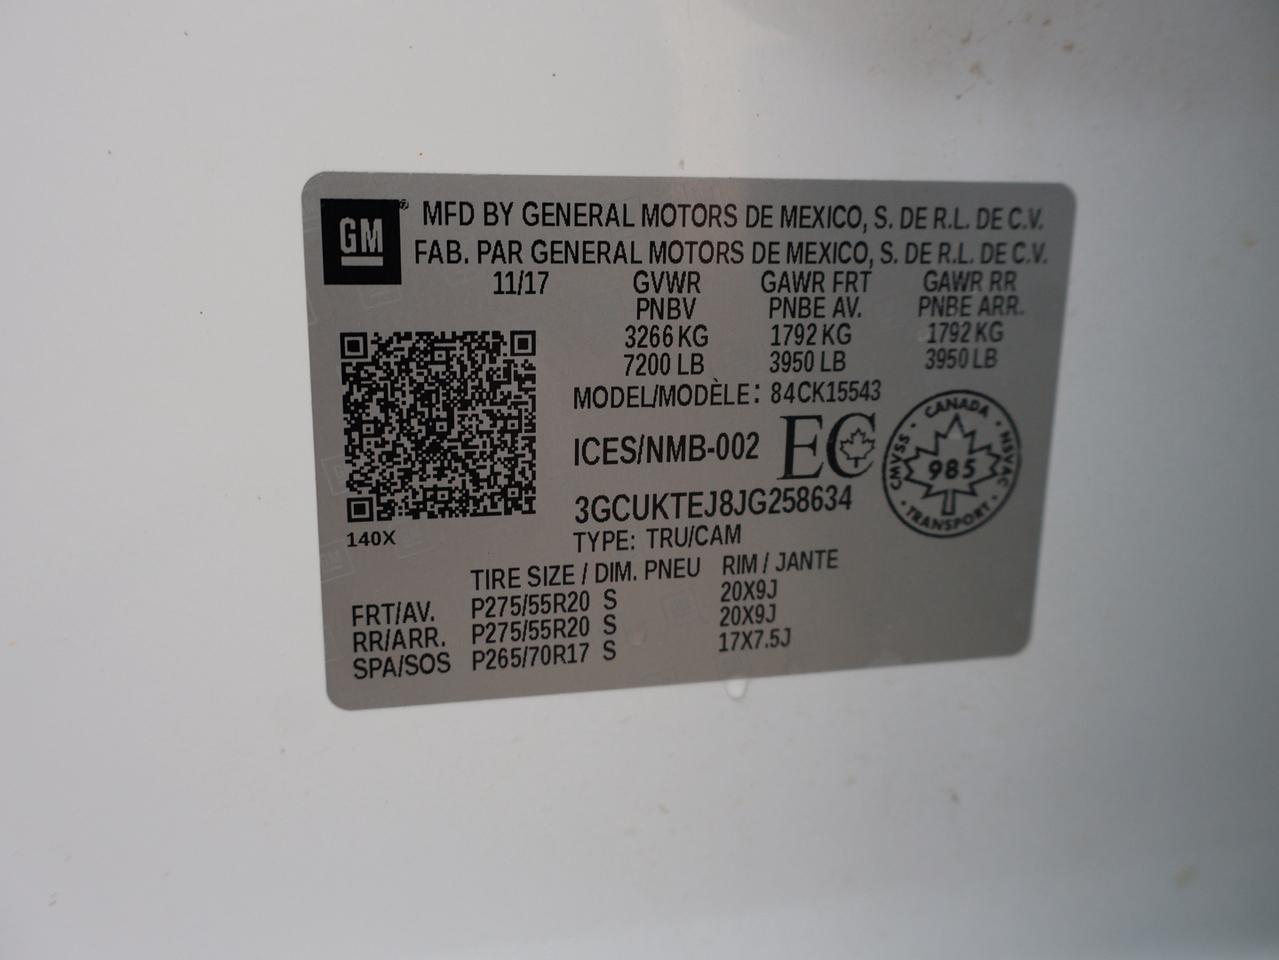 GM ® MFD BY GENERAL MOTORS DE MEXICO, S. DE R.L. DE C.V.
FAB. PAR GENERAL MOTORS DE MEXICO, S. DE R.L. DE C.V.
11/17 GVWR GAWR FRT GAWR RR
PNBV PNBE AV. PNBE ARR.
3266 KG 1792 KG 1792 KG
7200 LB 3950 LB 3950 LB
MODEL/MODÈLE: 84CK15543
ICES/NMB-002 EC
CANADA
CMVSS 985 NSVAC
TRANSPORT
3GCUKTEJ8JG258634
140X
TYPE: TRU/CAM
TIRE SIZE / DIM. PNEU RIM / JANTE
FRT/AV. P275/55R20 S 20X9J
RR/ARR. P275/55R20 S 20X9J
SPA/SOS P265/70R17 S 17X7.5J